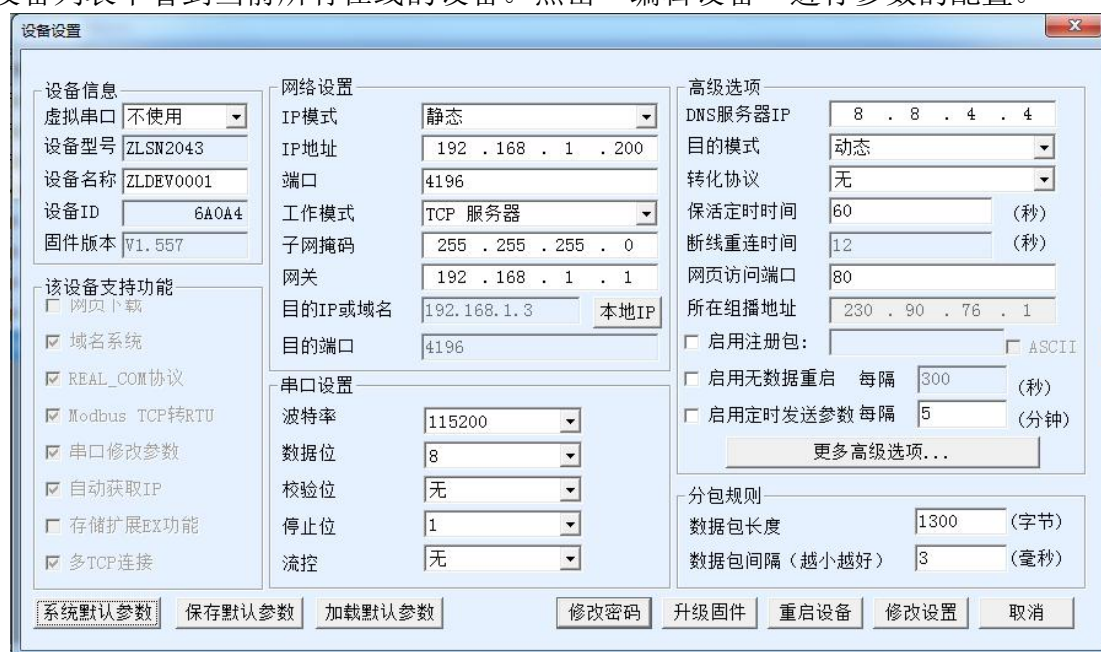 设备列表中看到当前所有在线的设备。点击“编辑设备”进行参数的配置。
设备设置
设备信息
虚拟串口 不使用
设备型号 ZLSN2043
设备名称 ZLDEV0001
设备ID 6A0A4
固件版本 V1.557
该设备支持功能
网页下载
域名系统
REAL_COM协议
Modbus TCP转RTU
串口修改参数
自动获取IP
存储扩展EX功能
多TCP连接
网络设置
IP模式 静态
IP地址 192 . 168 . 1 . 200
端口 4196
工作模式 TCP 服务器
子网掩码 255 . 255 . 255 . 0
网关 192 . 168 . 1 . 1
目的IP或域名 192.168.1.3 本地IP
目的端口 4196
串口设置
波特率 115200
数据位 8
校验位 无
停止位 1
流控 无
高级选项
DNS服务器IP 8 . 8 . 4 . 4
目的模式 动态
转化协议 无
保活定时时间 60 (秒)
断线重连时间 12 (秒)
网页访问端口 80
所在组播地址 230 . 90 . 76 . 1
启用注册包: ASCII
启用无数据重启 每隔 300 (秒)
启用定时发送参数 每隔 5 (分钟)
更多高级选项...
分包规则
数据包长度 1300 (字节)
数据包间隔（越小越好） 3 (毫秒)
系统默认参数 保存默认参数 加载默认参数 修改密码 升级固件 重启设备 修改设置 取消